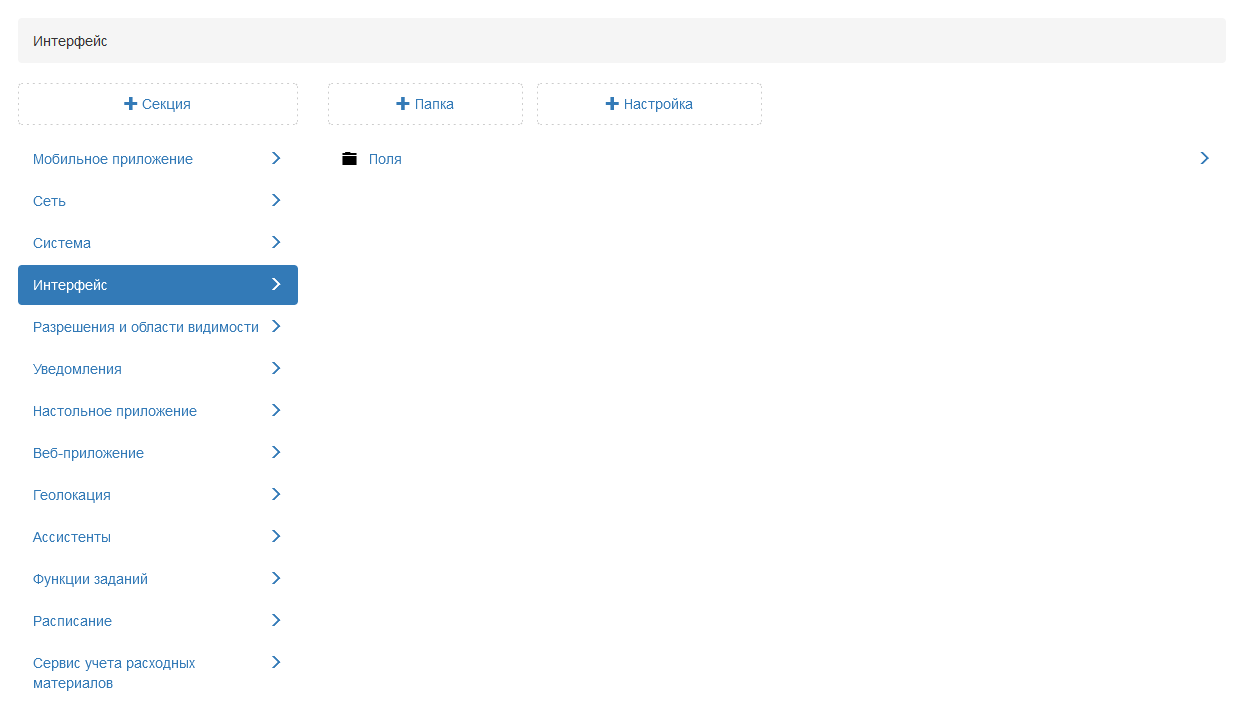 Интерфейс
Секция
Папка
Настройка
Мобильное приложение
Поля
Сеть
Система
Интерфейс
Разрешения и области видимости
Уведомления
Настольное приложение
Веб-приложение
Геолокация
Ассистенты
Функции заданий
Расписание
Сервис учета расходных
материалов